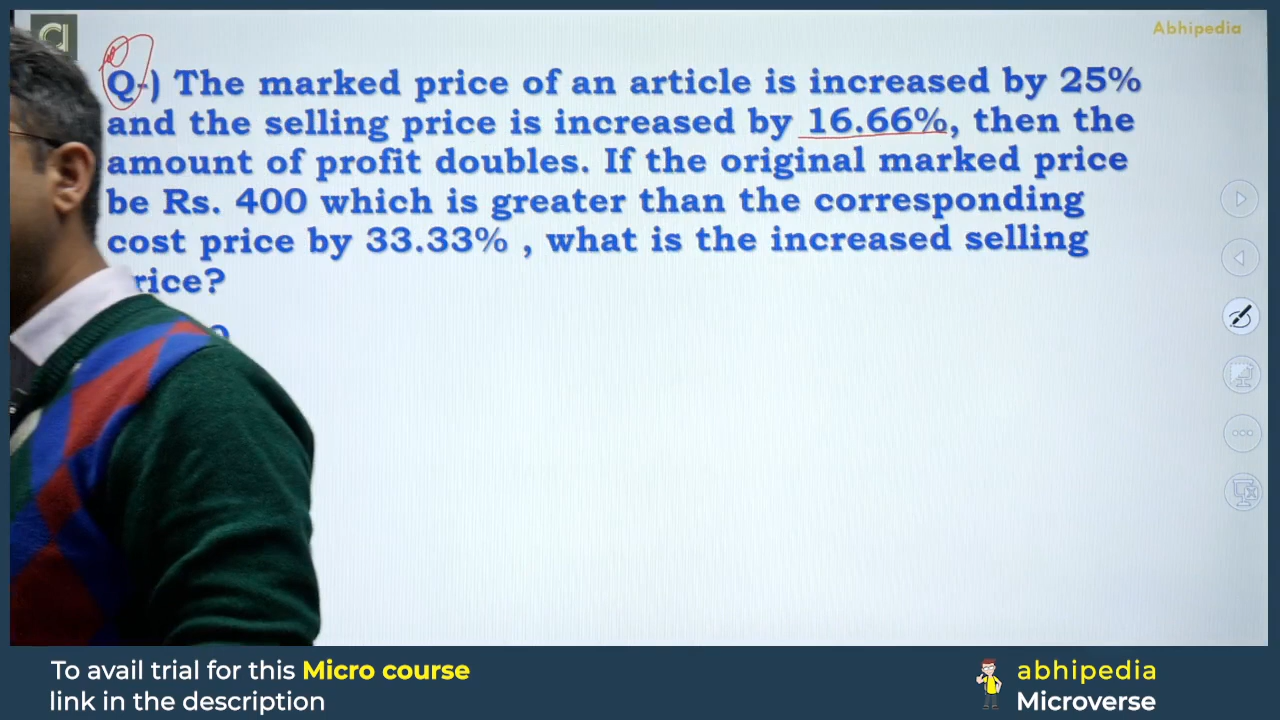 Abhipedia
Q-) The marked price of an article is increased by 25%
and the selling price is increased by 16.66%, then the
amount of profit doubles. If the original marked price
be Rs. 400 which is greater than the corresponding
cost price by 33.33% , what is the increased selling
rice?
To avail trial for this Micro course
link in the description
abhipedia
Microverse